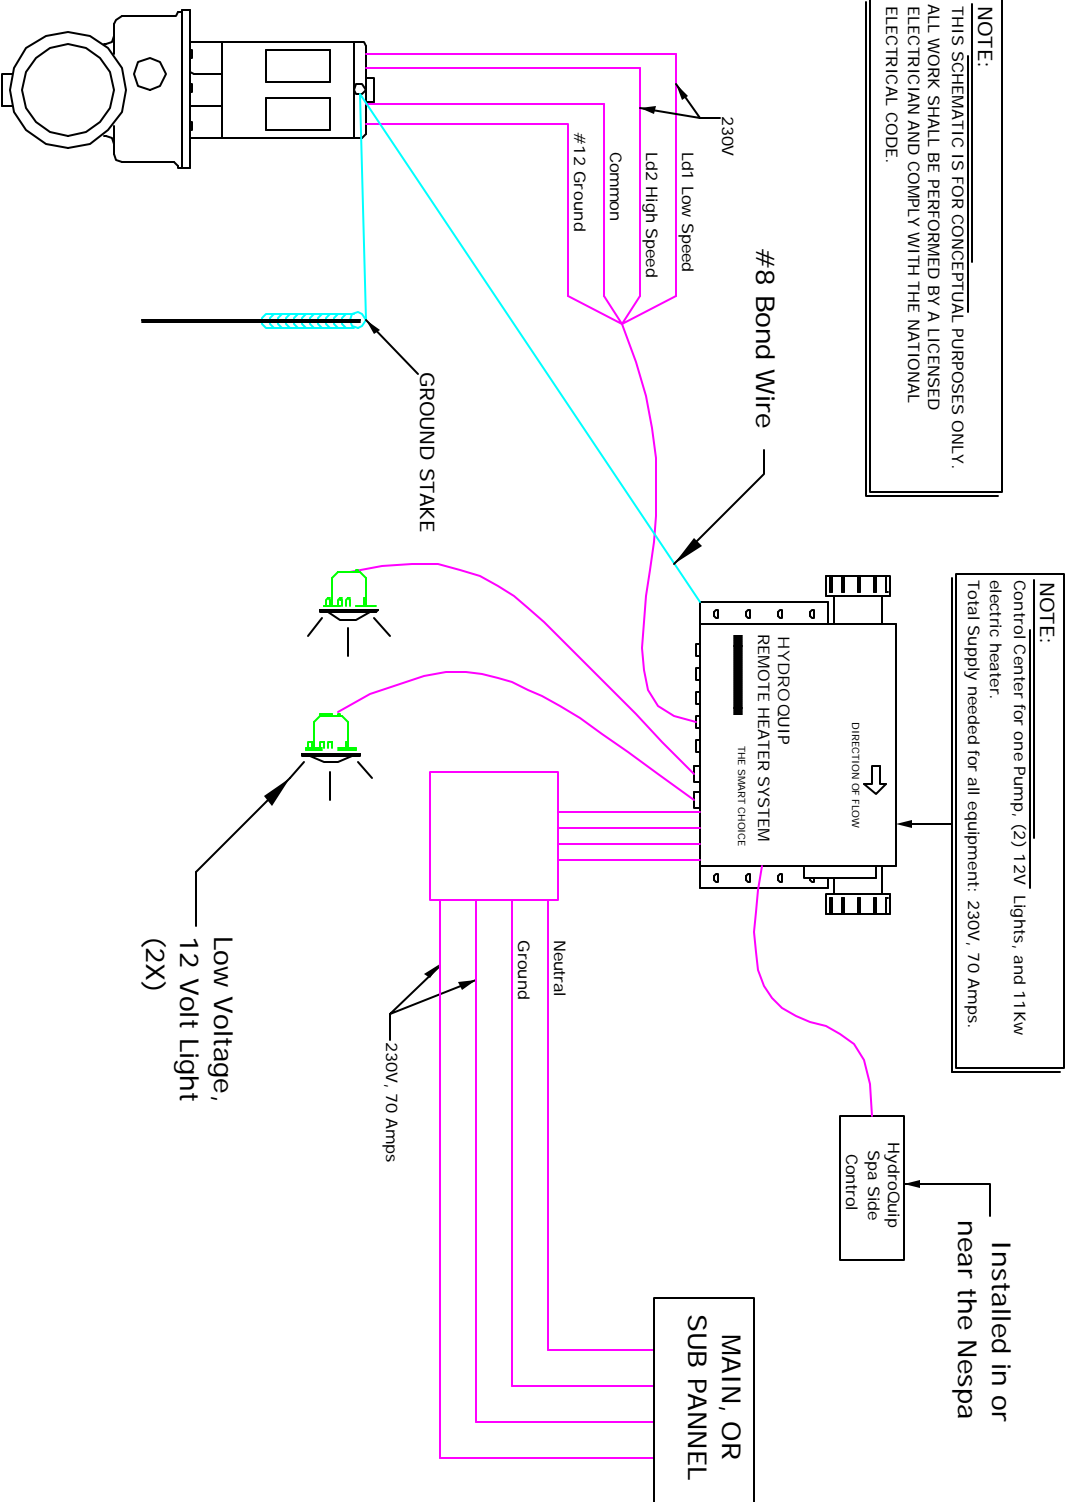 NOTE:
THIS SCHEMATIC IS FOR CONCEPTUAL PURPOSES ONLY.
ALL WORK SHALL BE PERFORMED BY A LICENSED
ELECTRICIAN AND COMPLY WITH THE NATIONAL
ELECTRICAL CODE.
NOTE:
Control Center for one Pump, (2) 12V Lights, and 11Kw
electric heater.
Total Supply needed for all equipment: 230V, 70 Amps.
Installed in or
near the Nespa
HydroQuip
Spa Side
Control
DIRECTION OF FLOW
HYDROQUIP
REMOTE HEATER SYSTEM
THE SMART CHOICE
#8 Bond Wire
230V
Ld1 Low Speed
Ld2 High Speed
Common
#12 Ground
MAIN, OR
SUB PANNEL
Neutral
Ground
230V, 70 Amps
GROUND STAKE
Low Voltage,
12 Volt Light
(2X)